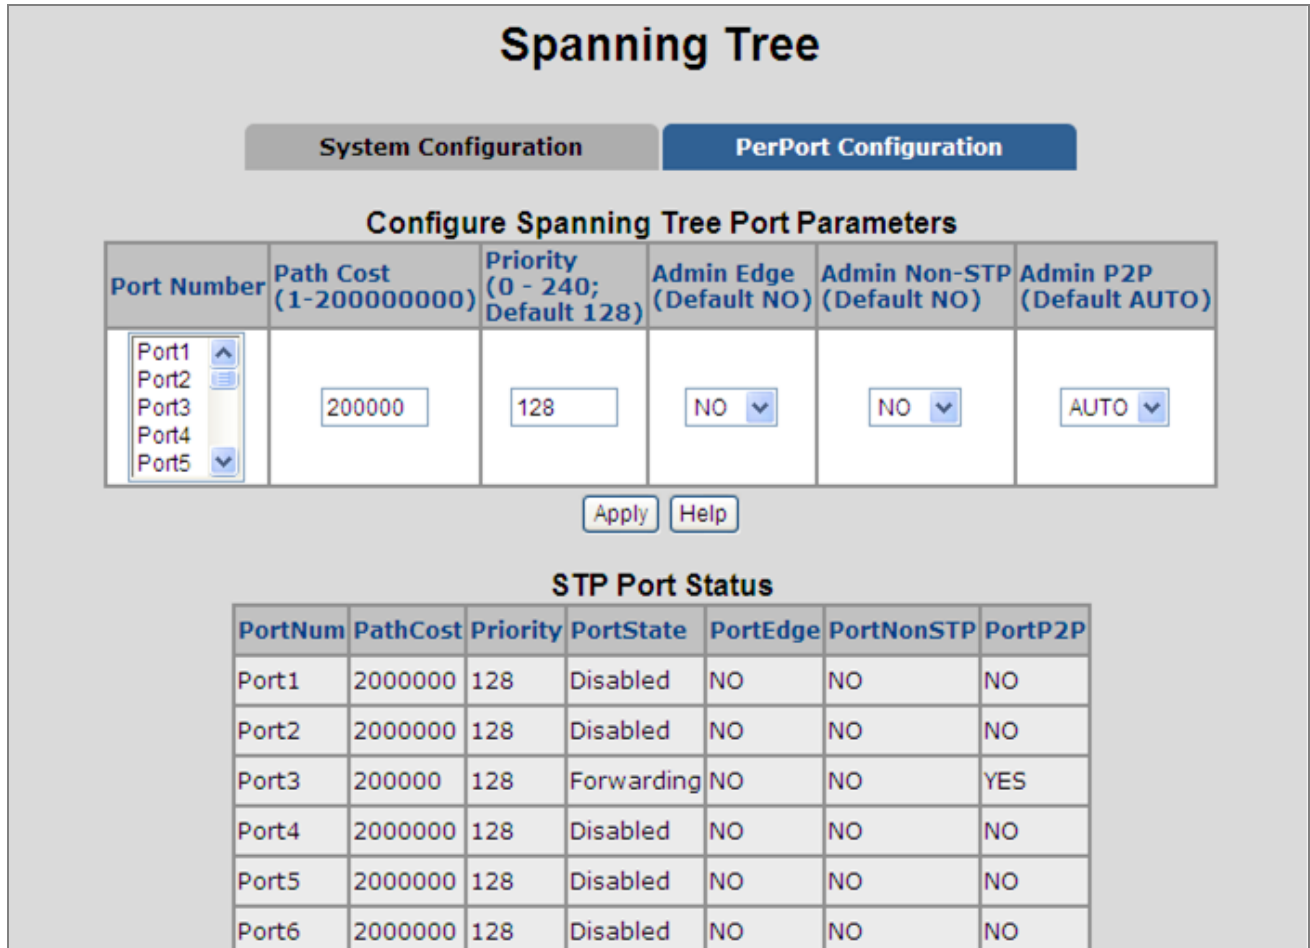 Spanning Tree
System Configuration PerPort Configuration
Configure Spanning Tree Port Parameters
Port Number
Path Cost
(1-200000000)
Priority
(0 - 240;
Default 128)
Admin Edge
(Default NO)
Admin Non-STP
(Default NO)
Admin P2P
(Default AUTO)
Port1
Port2
Port3
Port4
Port5
200000
128
NO
NO
AUTO
Apply Help
STP Port Status
PortNum PathCost Priority PortState PortEdge PortNonSTP PortP2P
Port1 2000000 128 Disabled NO NO NO
Port2 2000000 128 Disabled NO NO NO
Port3 200000 128 Forwarding NO NO YES
Port4 2000000 128 Disabled NO NO NO
Port5 2000000 128 Disabled NO NO NO
Port6 2000000 128 Disabled NO NO NO